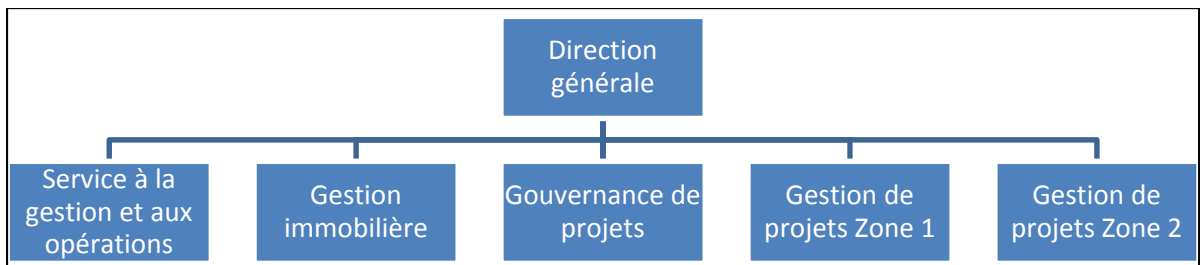 Direction
générale
Service à la
gestion et aux
opérations
Gestion
immobilière
Gouvernance de
projets
Gestion de
projets Zone 1
Gestion de
projets Zone 2